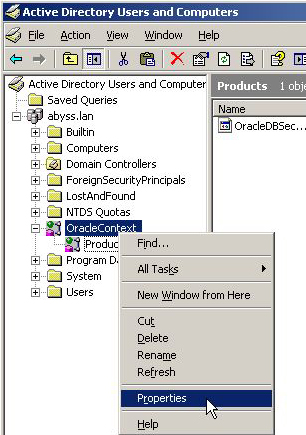 Active Directory Users and Computers
File Action View Window Help
Active Directory Users and Computer
Saved Queries
abyss.lan
Builtin
Computers
Domain Controllers
ForeignSecurityPrincipals
LostAndFound
NTDS Quotas
OracleContext
Produc
Program Da
System
Users
Products 1 obje
Name
OracleDBSec...
Find...
All Tasks
New Window from Here
Cut
Delete
Rename
Refresh
Properties
Help